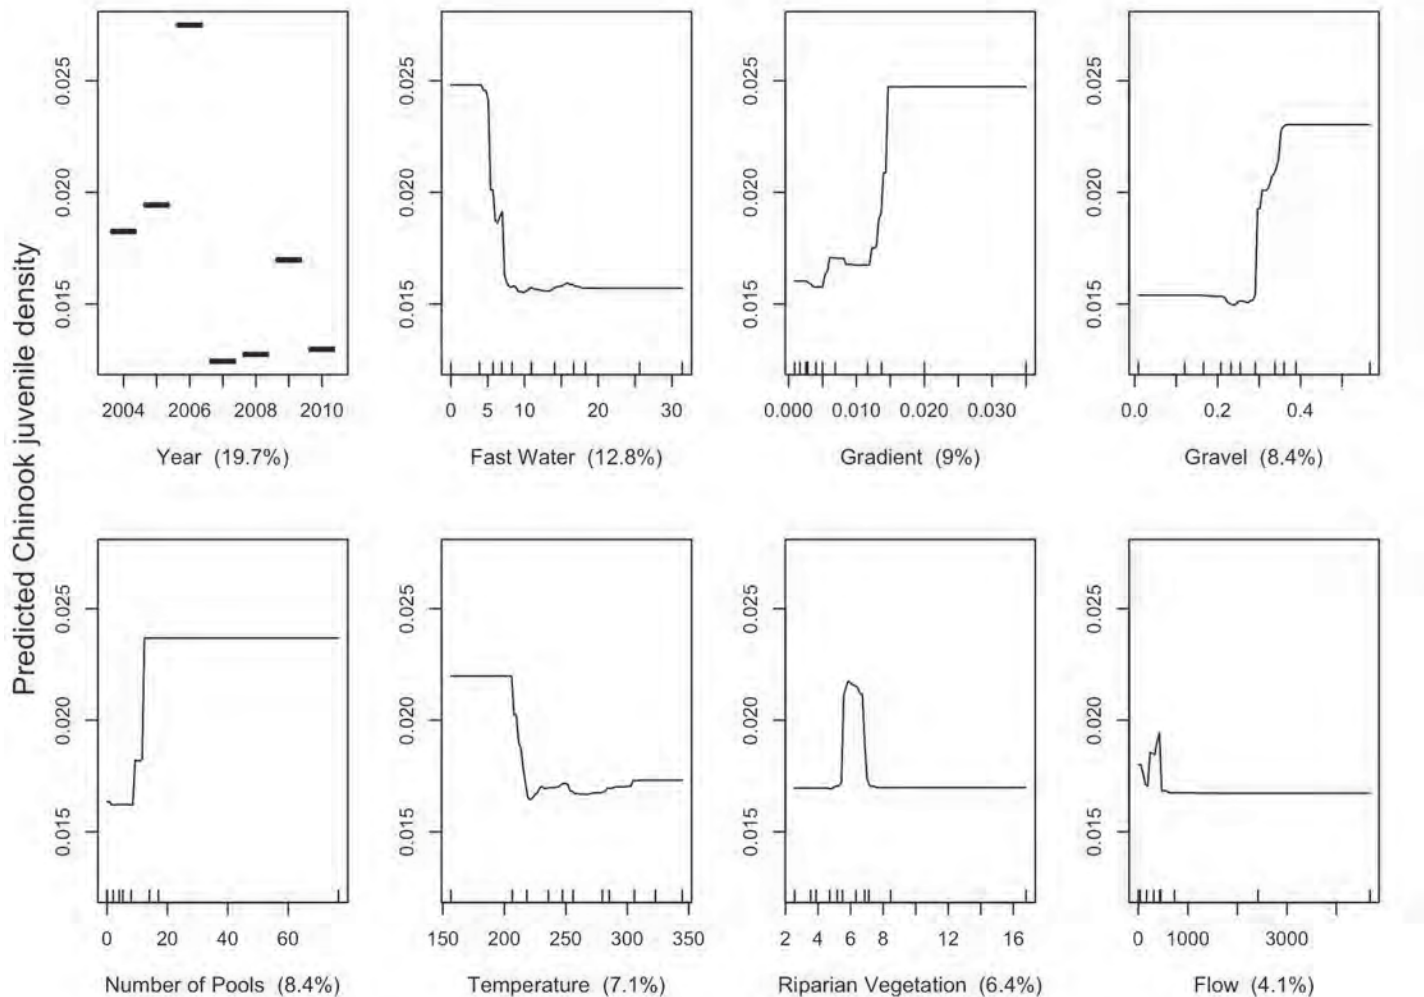 Predicted Chinook juvenile density
0.015 0.020 0.025
2004 2006 2008 2010
Year (19.7%)
0.015 0.020 0.025
0 5 10 20 30
Fast Water (12.8%)
0.015 0.020 0.025
0.000 0.010 0.020 0.030
Gradient (9%)
0.015 0.020 0.025
0.0 0.2 0.4
Gravel (8.4%)
0.015 0.020 0.025
0 20 40 60
Number of Pools (8.4%)
0.015 0.020 0.025
150 200 250 300 350
Temperature (7.1%)
0.015 0.020 0.025
2 4 6 8 12 16
Riparian Vegetation (6.4%)
0.015 0.020 0.025
0 1000 3000
Flow (4.1%)